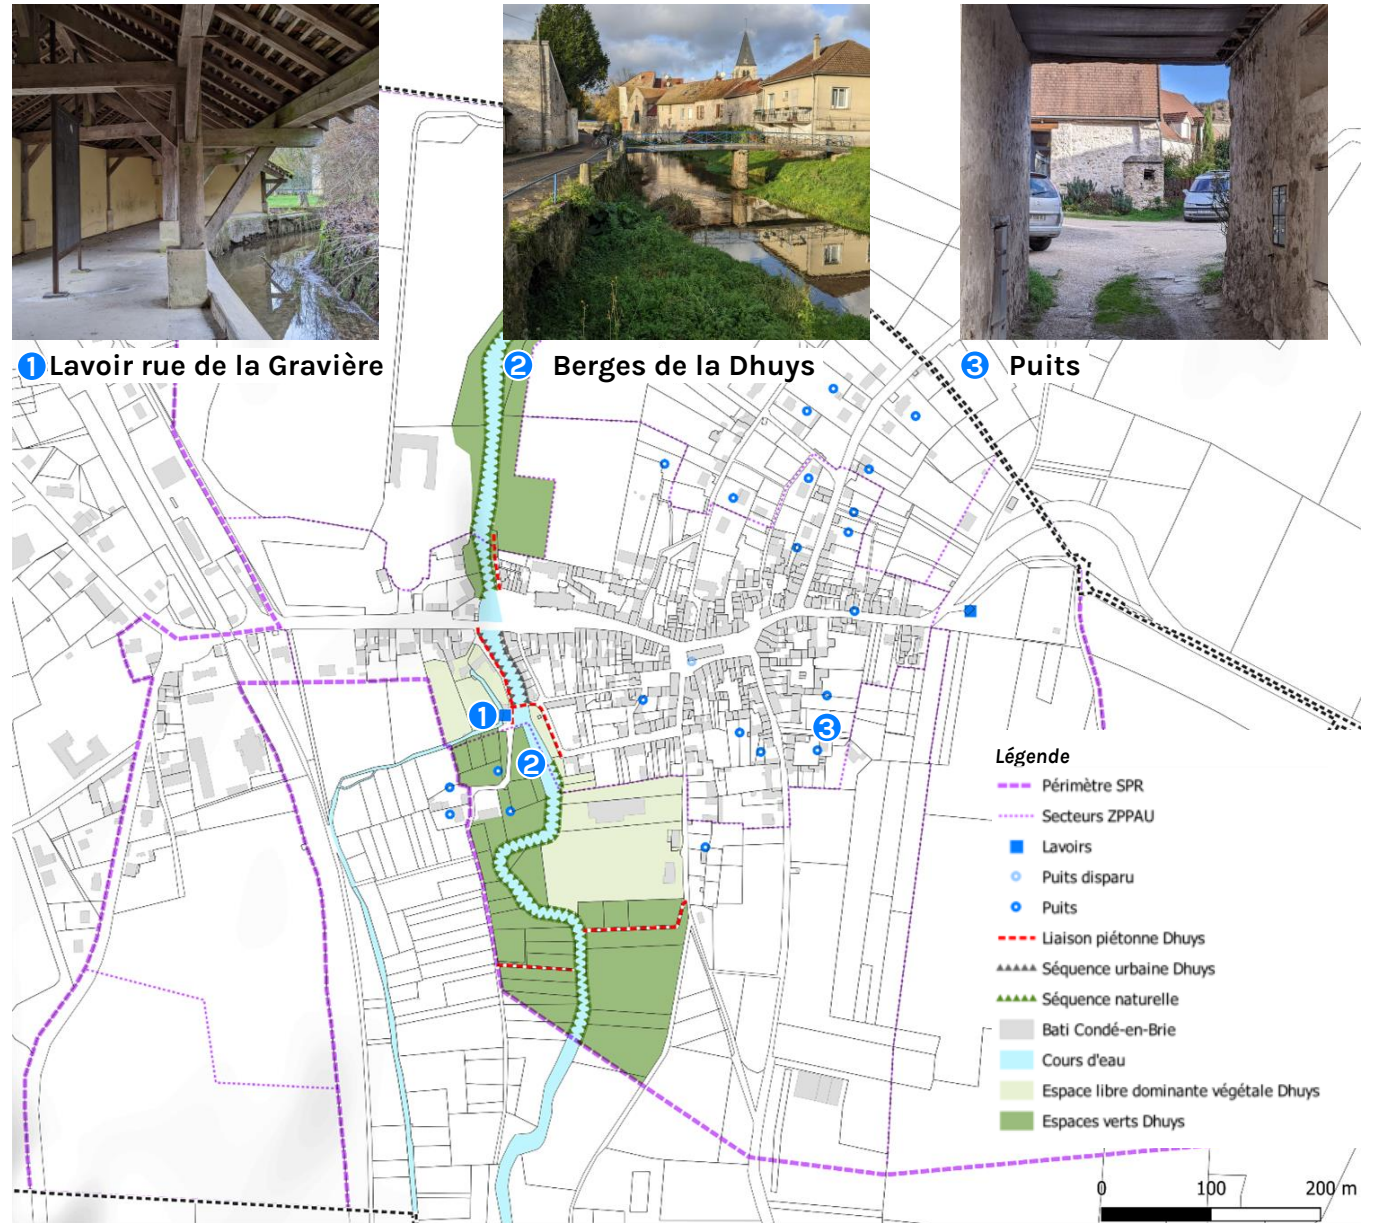 1 Lavoir rue de la Gravière
2 Berges de la Dhuys
3 Puits
1
2
3
Légende
Périmètre SPR
Secteurs ZPPAU
Lavoirs
Puits disparu
Puits
Liaison piétonne Dhuys
Séquence urbaine Dhuys
Séquence naturelle
Bati Condé-en-Brie
Cours d'eau
Espace libre dominante végétale Dhuys
Espaces verts Dhuys
0 100 200 m